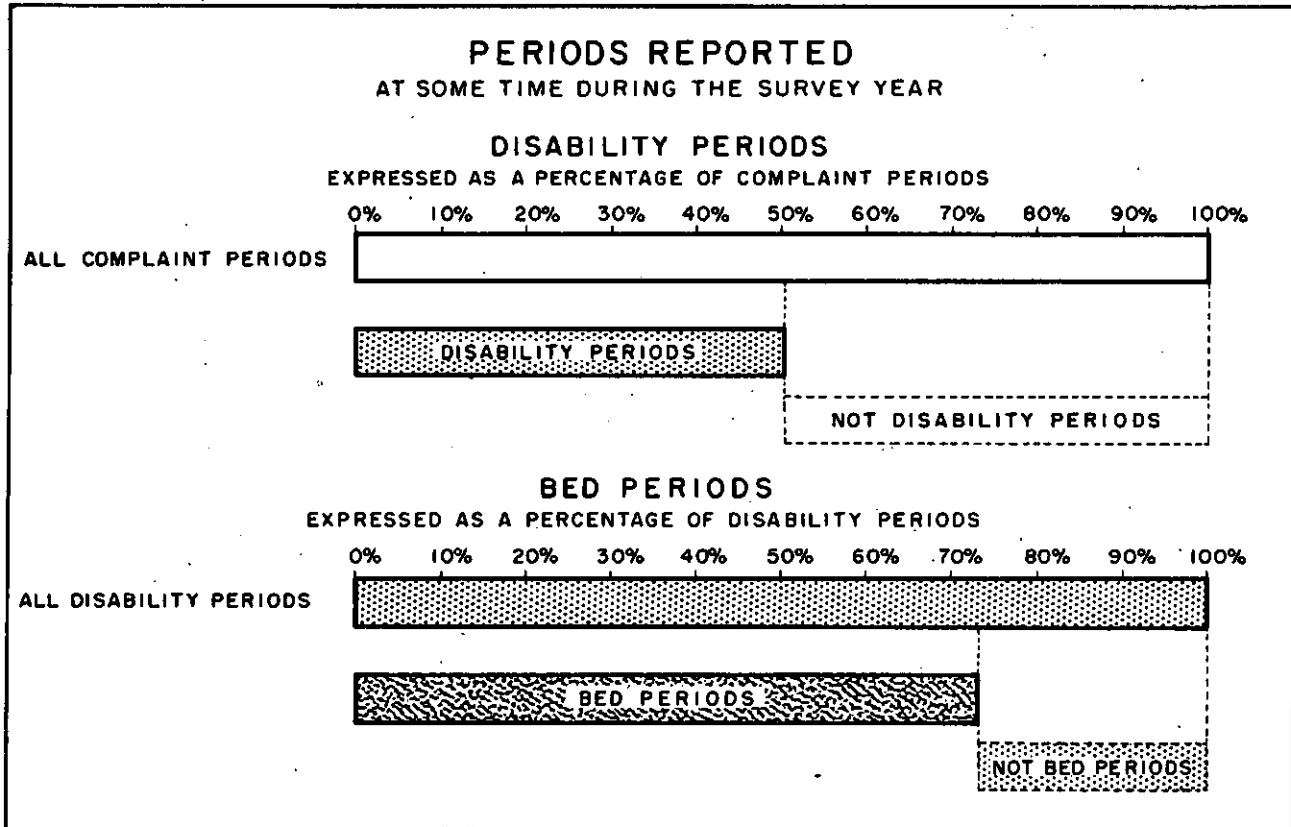 PERIODS REPORTED
AT SOME TIME DURING THE SURVEY YEAR
DISABILITY PERIODS
EXPRESSED AS A PERCENTAGE OF COMPLAINT PERIODS
0% 10% 20% 30% 40% 50% 60% 70% 80% 90% 100%
ALL COMPLAINT PERIODS
DISABILITY PERIODS
NOT DISABILITY PERIODS
BED PERIODS
EXPRESSED AS A PERCENTAGE OF DISABILITY PERIODS
0% 10% 20% 30% 40% 50% 60% 70% 80% 90% 100%
ALL DISABILITY PERIODS
BED PERIODS
NOT BED PERIODS